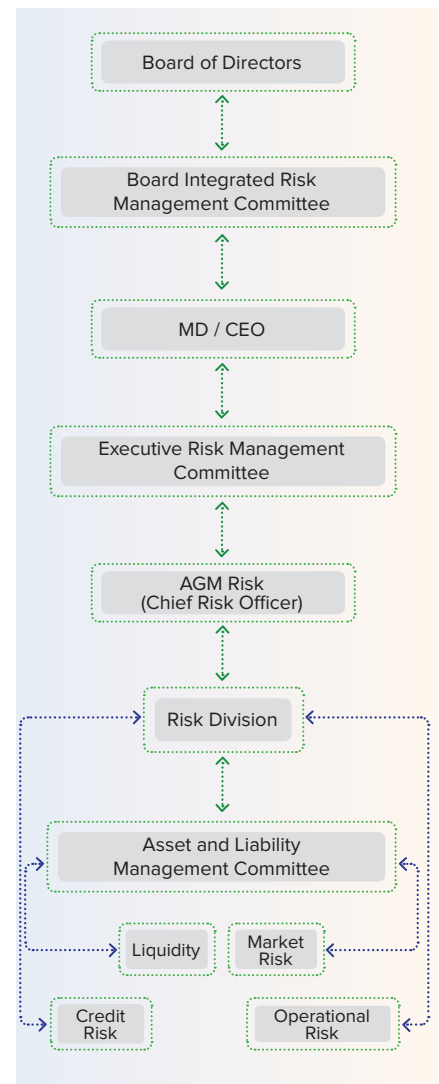 Board of Directors
Board Integrated Risk
Management Committee
MD / CEO
Executive Risk Management
Committee
AGM Risk
(Chief Risk Officer)
Risk Division
Asset and Liability
Management Committee
Liquidity
Market
Risk
Credit
Risk
Operational
Risk